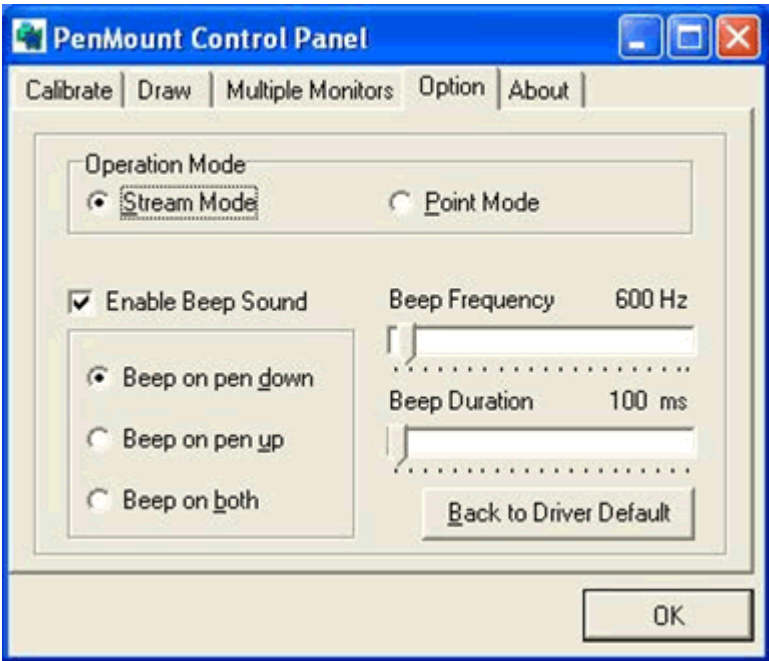 PenMount Control Panel
Calibrate Draw Multiple Monitors Option About
Operation Mode
Stream Mode Point Mode
Enable Beep Sound Beep Frequency 600 Hz
Beep on pen down
Beep Duration 100 ms
Beep on pen up
Beep on both
Back to Driver Default
OK